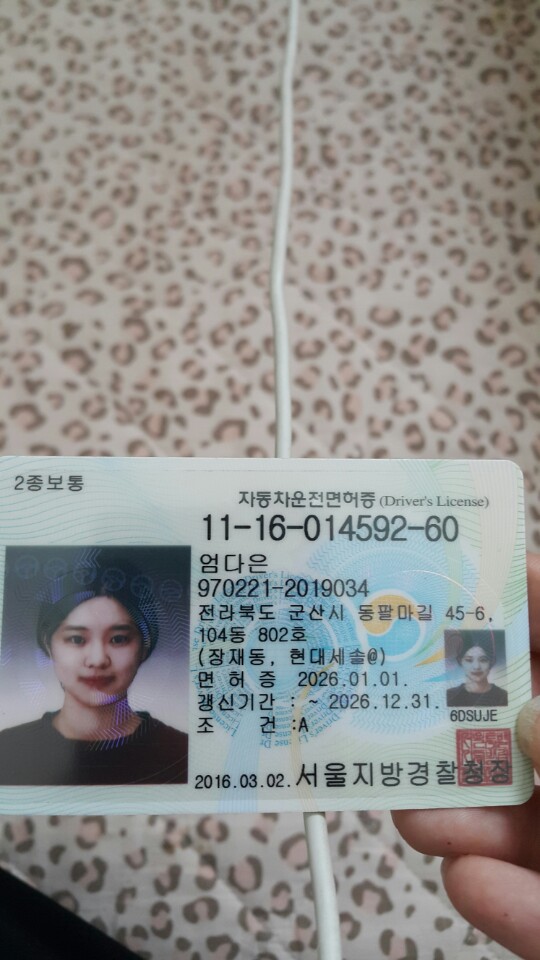 2종보통
자동차운전면허증 (Driver's License)
11-16-014592-60
엄다은
970221-2019034
전라북도 군산시 동팔마길 45-6,
104동 802호
(장재동, 현대세솔@)
면 허 증 2026.01.01.
갱신기간 : ~ 2026.12.31.
조 건 :A
6DSUJE
2016.03.02. 서울지방경찰청장